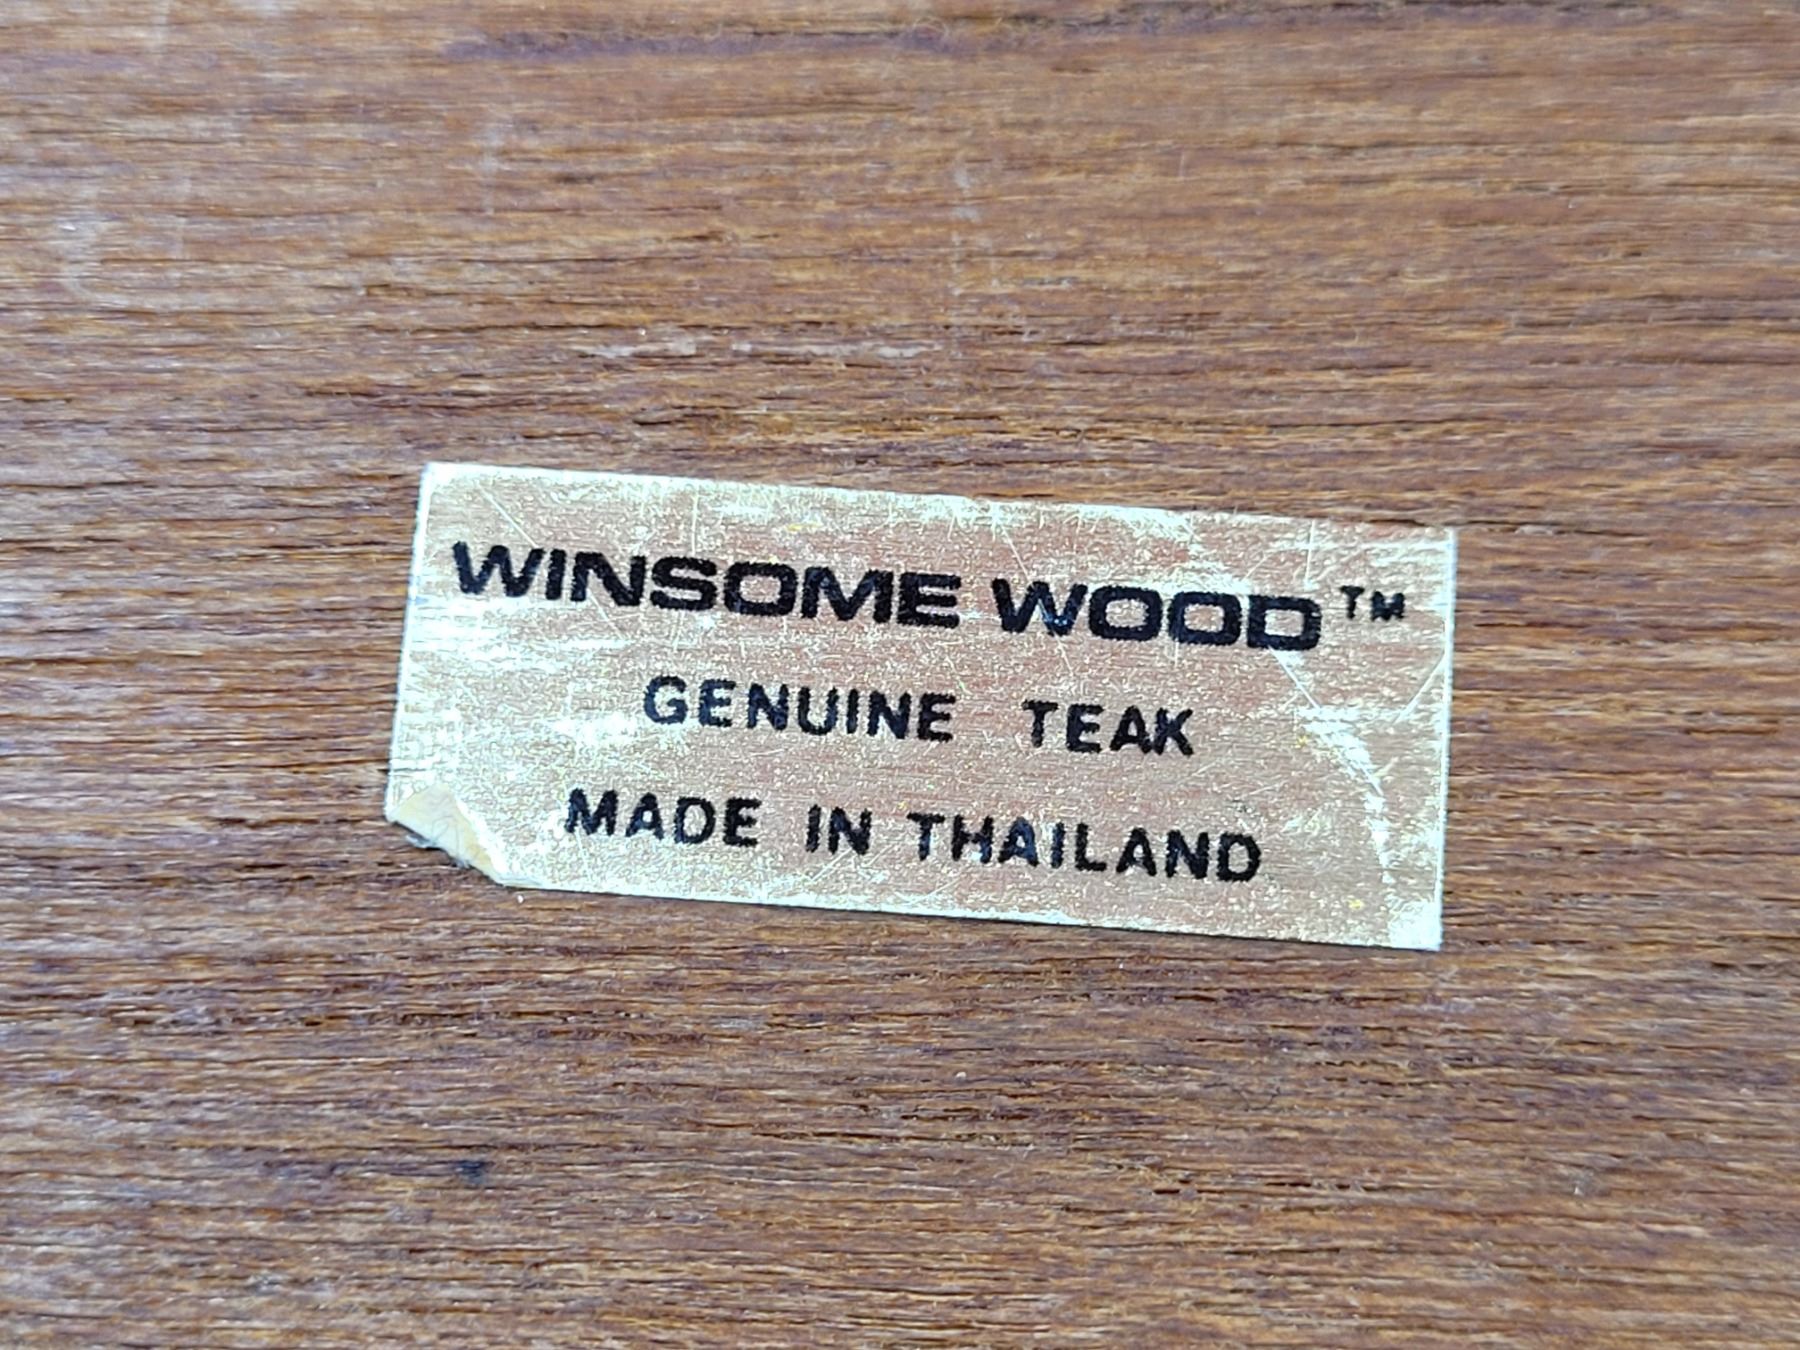 WINSOME WOOD™
GENUINE TEAK
MADE IN THAILAND